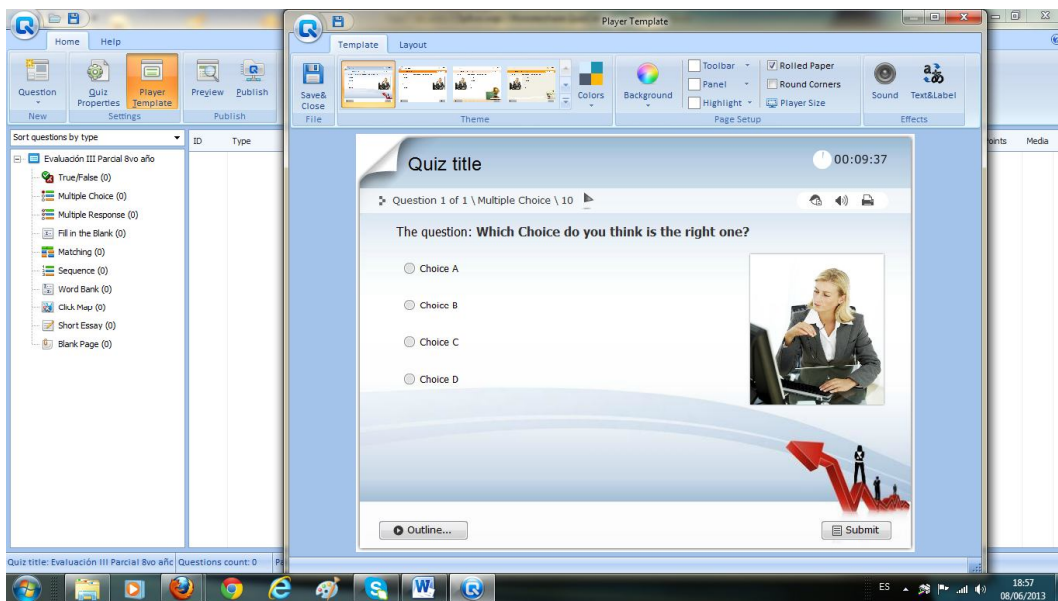 Player Template
Home Help
Template Layout
Question
Quiz Properties
Player Template
Preview
Publish
New
Settings
Publish
Save& Close
File
Theme
Colors
Background
Toolbar
Panel
Highlight
Rolled Paper
Round Corners
Player Size
Page Setup
Sound
Text&Label
Effects
Sort questions by type
ID Type
Media
Evaluación III Parcial 8vo año
True/False (0)
Multiple Choice (0)
Multiple Response (0)
Fill in the Blank (0)
Matching (0)
Sequence (0)
Word Bank (0)
Click Map (0)
Short Essay (0)
Blank Page (0)
Quiz title
00:09:37
Question 1 of 1 \ Multiple Choice \ 10
The question: Which Choice do you think is the right one?
Choice A
Choice B
Choice C
Choice D
Outline...
Submit
Quiz title: Evaluación III Parcial 8vo añc
Questions count: 0
ES
18:57
08/06/2013